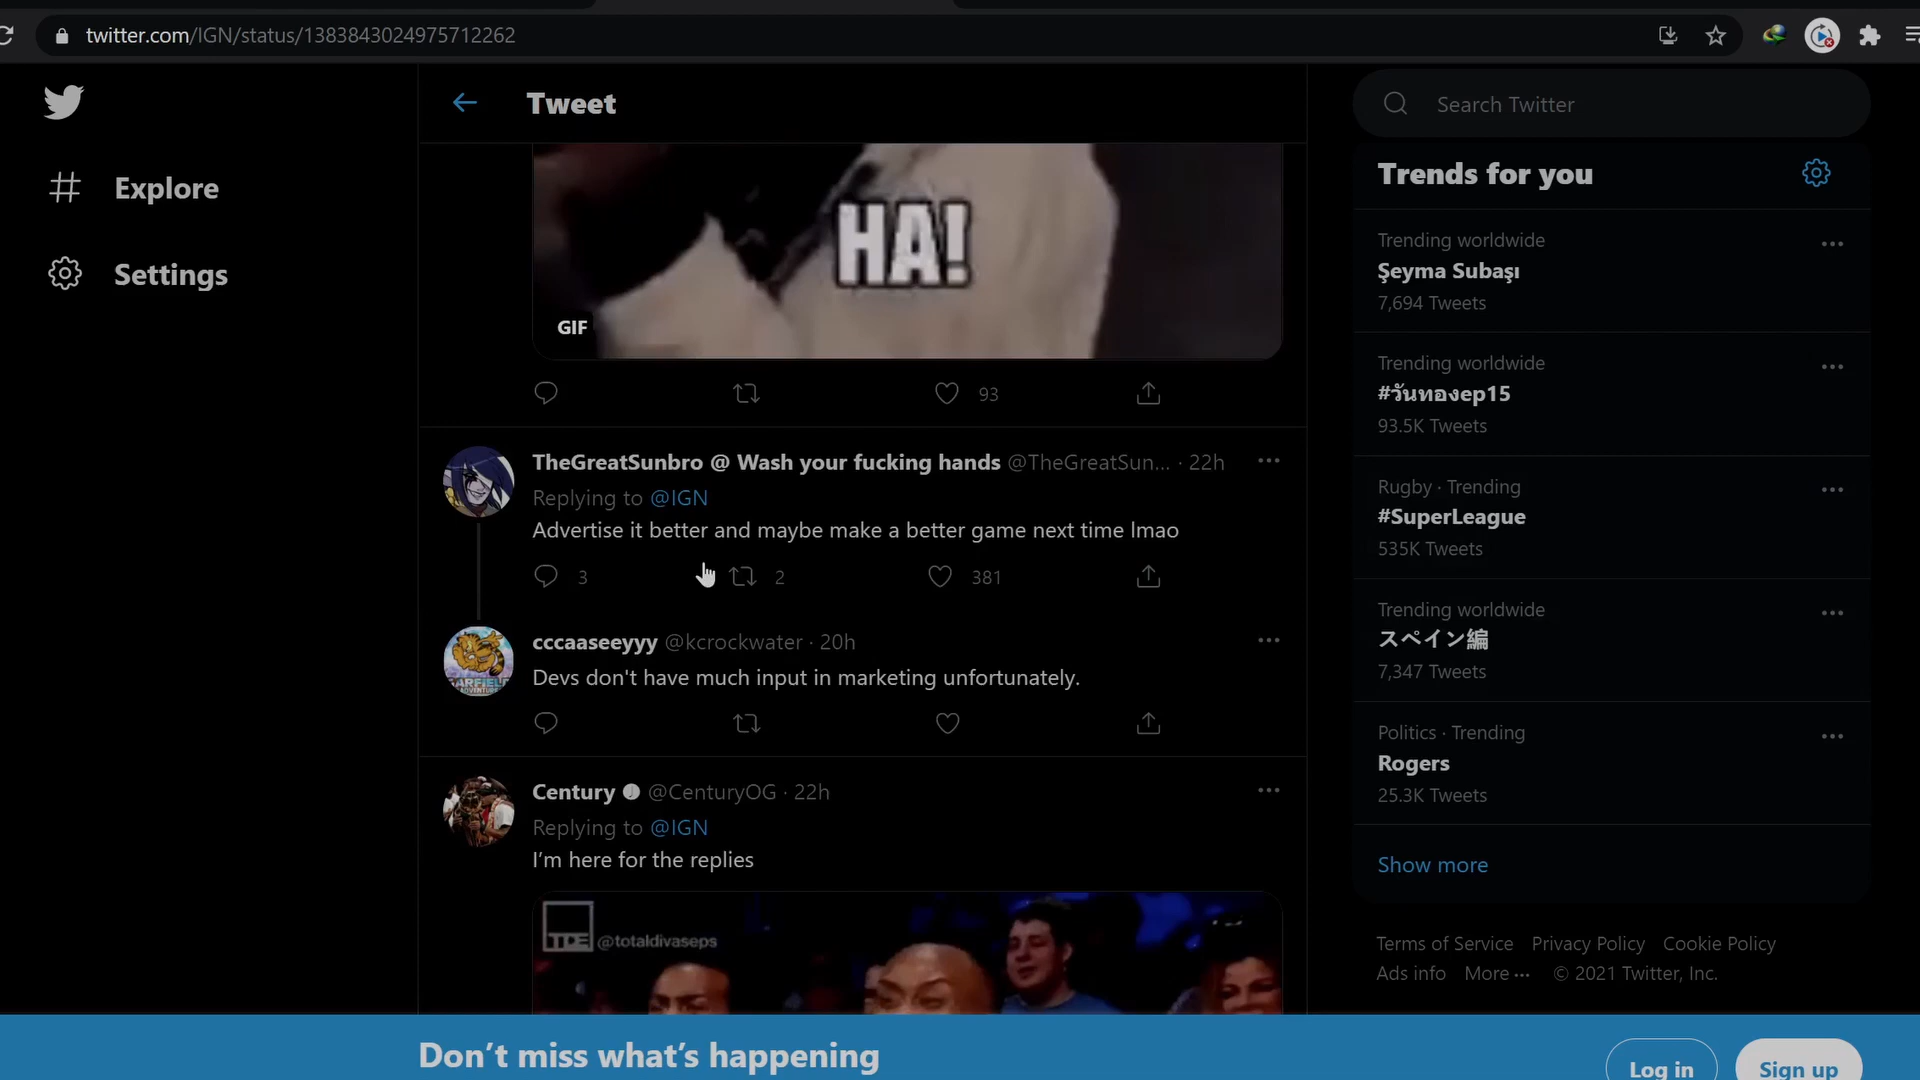 twitter.com/IGN/status/1383843024975712262
Tweet
Search Twitter
Explore
Settings
HA!
GIF
93
TheGreatSunbro @ Wash your fucking hands @TheGreatSun... · 22h
Replying to @IGN
Advertise it better and maybe make a better game next time lmao
3
2
381
cccaaseeyyy @kcrockwater · 20h
Devs don't have much input in marketing unfortunately.
Century @CenturyOG · 22h
Replying to @IGN
I'm here for the replies
TDE @totaldivaseps
Trends for you
Trending worldwide
Şeyma Subaşı
7,694 Tweets
Trending worldwide
#วันทองep15
93.5K Tweets
Rugby · Trending
#SuperLeague
535K Tweets
Trending worldwide
スペイン編
7,347 Tweets
Politics · Trending
Rogers
25.3K Tweets
Show more
Terms of Service Privacy Policy Cookie Policy
Ads info More ··· © 2021 Twitter, Inc.
Don't miss what's happening
Log in
Sign up